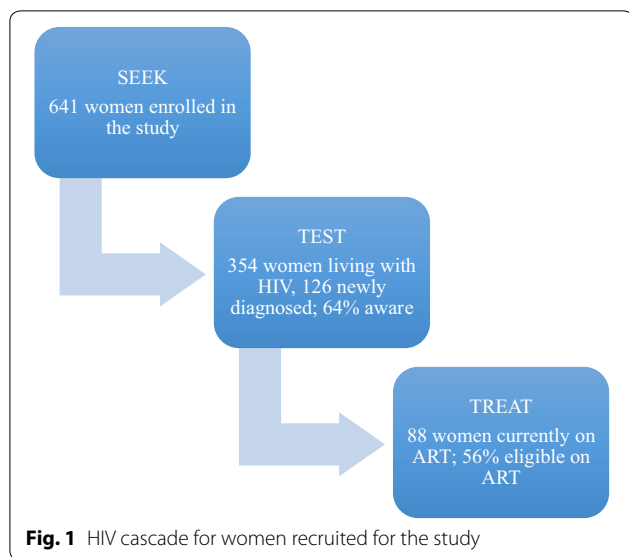 SEEK
641 women enrolled in
the study
TEST
354 women living with
HIV, 126 newly
diagnosed; 64% aware
TREAT
88 women currently on
ART; 56% eligible on
ART
Fig. 1 HIV cascade for women recruited for the study